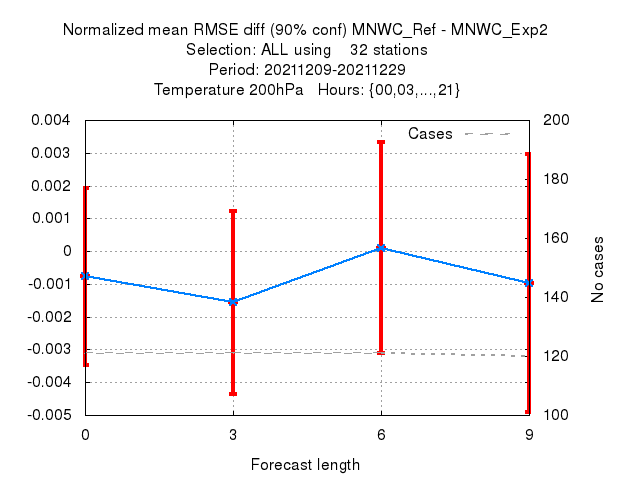 Normalized mean RMSE diff (90% conf) MNWC_Ref - MNWC_Exp2
Selection: ALL using    32 stations
Period: 20211209-20211229
Temperature 200hPa   Hours: {00,03,...,21}
Cases
0.004
0.003
0.002
0.001
0
-0.001
-0.002
-0.003
-0.004
-0.005
200
180
160
140
120
100
No cases
0 3 6 9
Forecast length